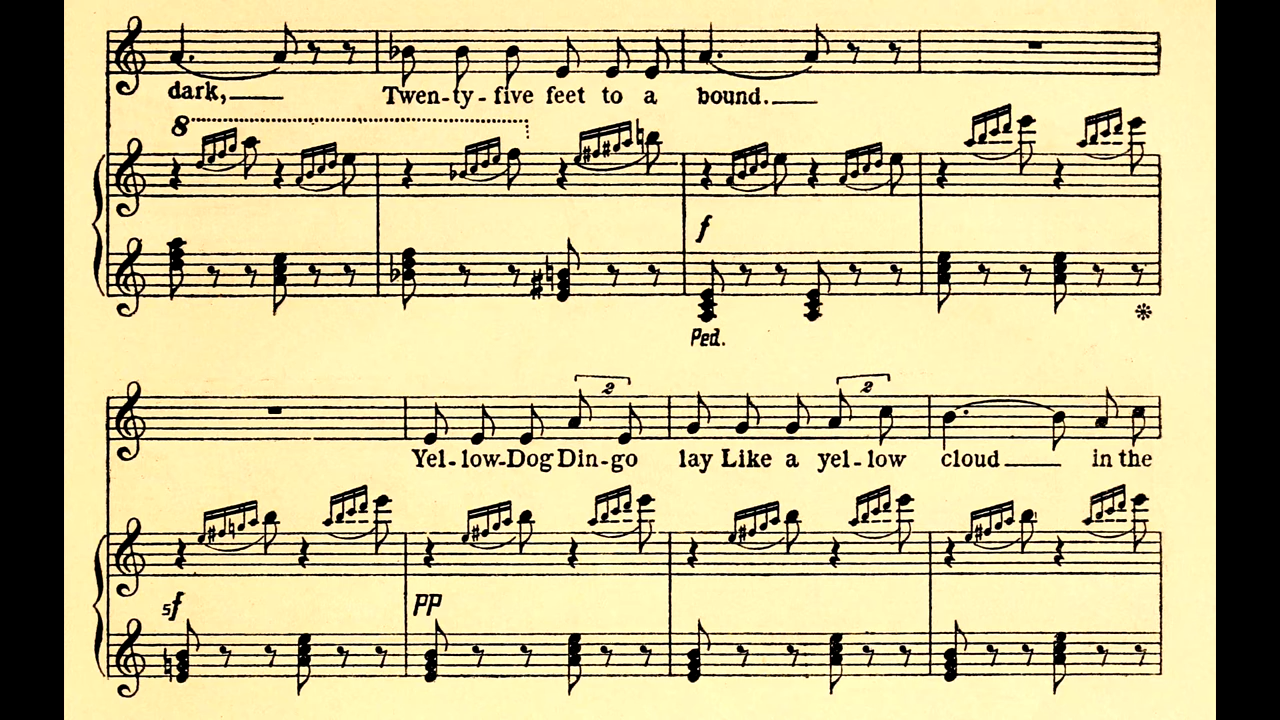 dark,
Twen-ty-five feet to a bound.
8
f
Ped.
2 2
Yel-low-Dog Din-go lay Like a yel-low cloud in the
sf pp